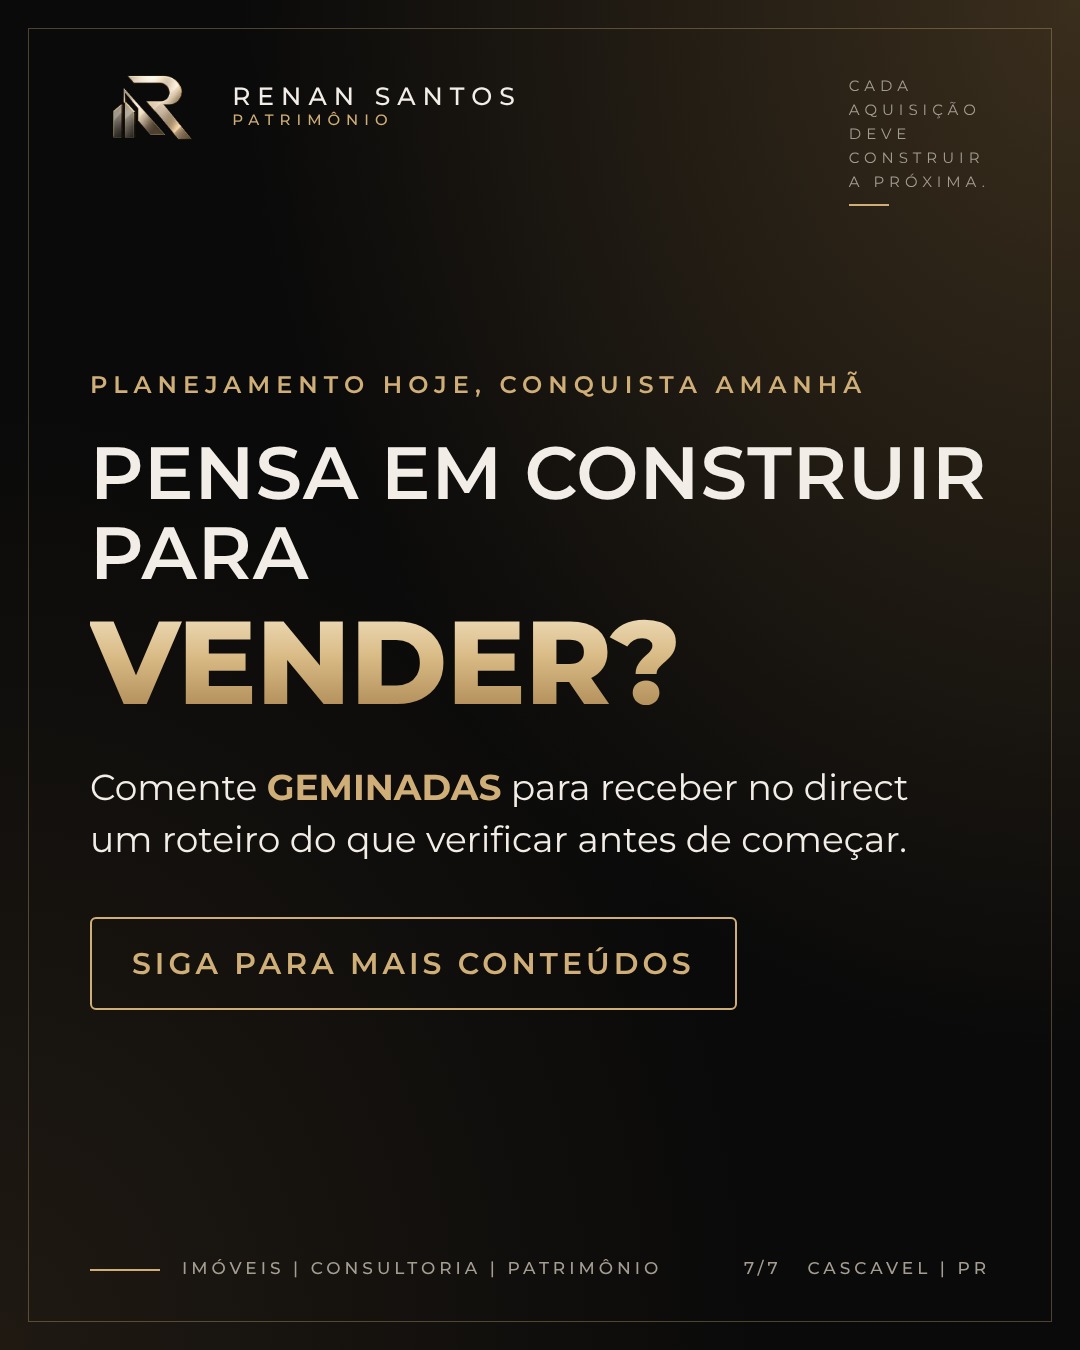 RENAN SANTOS
PATRIMÔNIO
CADA
AQUISIÇÃO
DEVE
CONSTRUIR
A PRÓXIMA.
PLANEJAMENTO HOJE, CONQUISTA AMANHÃ
PENSA EM CONSTRUIR
PARA
VENDER?
Comente GEMINADAS para receber no direct
um roteiro do que verificar antes de começar.
SIGA PARA MAIS CONTEÚDOS
IMÓVEIS | CONSULTORIA | PATRIMÔNIO 7/7 CASCAVEL | PR